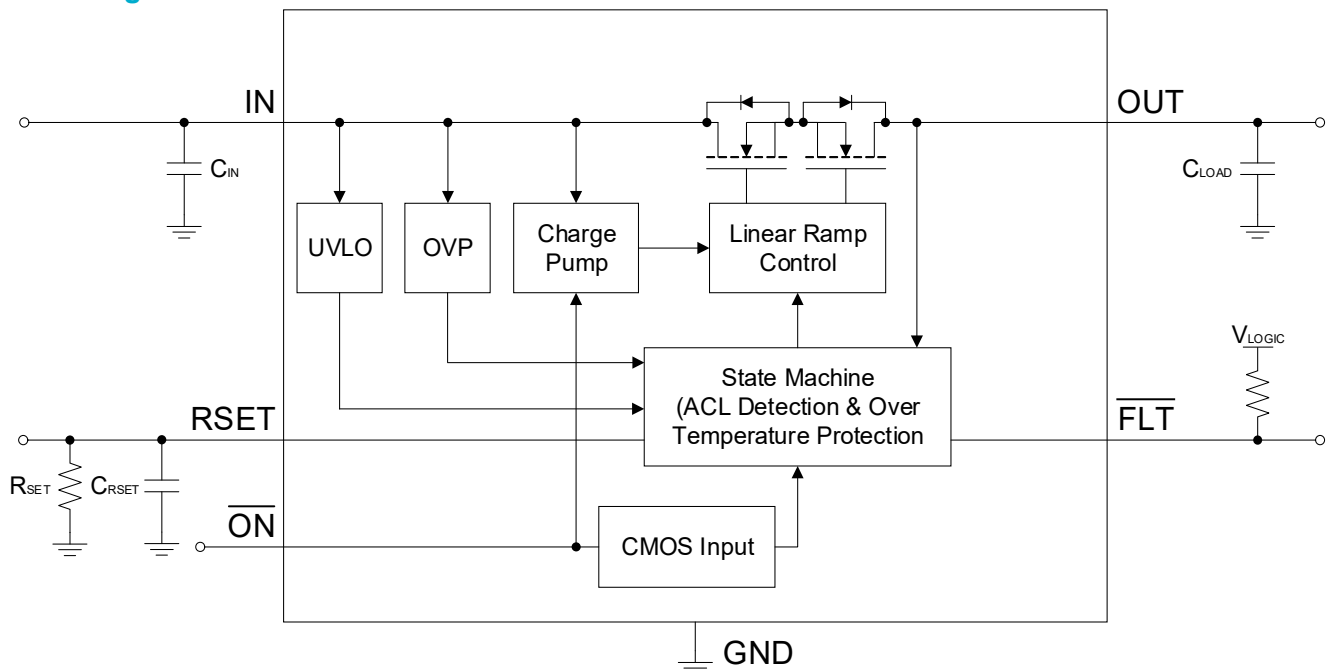 IN
OUT
CIN
CLOAD
UVLO
OVP
Charge
Pump
Linear Ramp
Control
VLOGIC
State Machine
(ACL Detection & Over
Temperature Protection
RSET
FLT
RSET
CRSET
ON
CMOS Input
GND